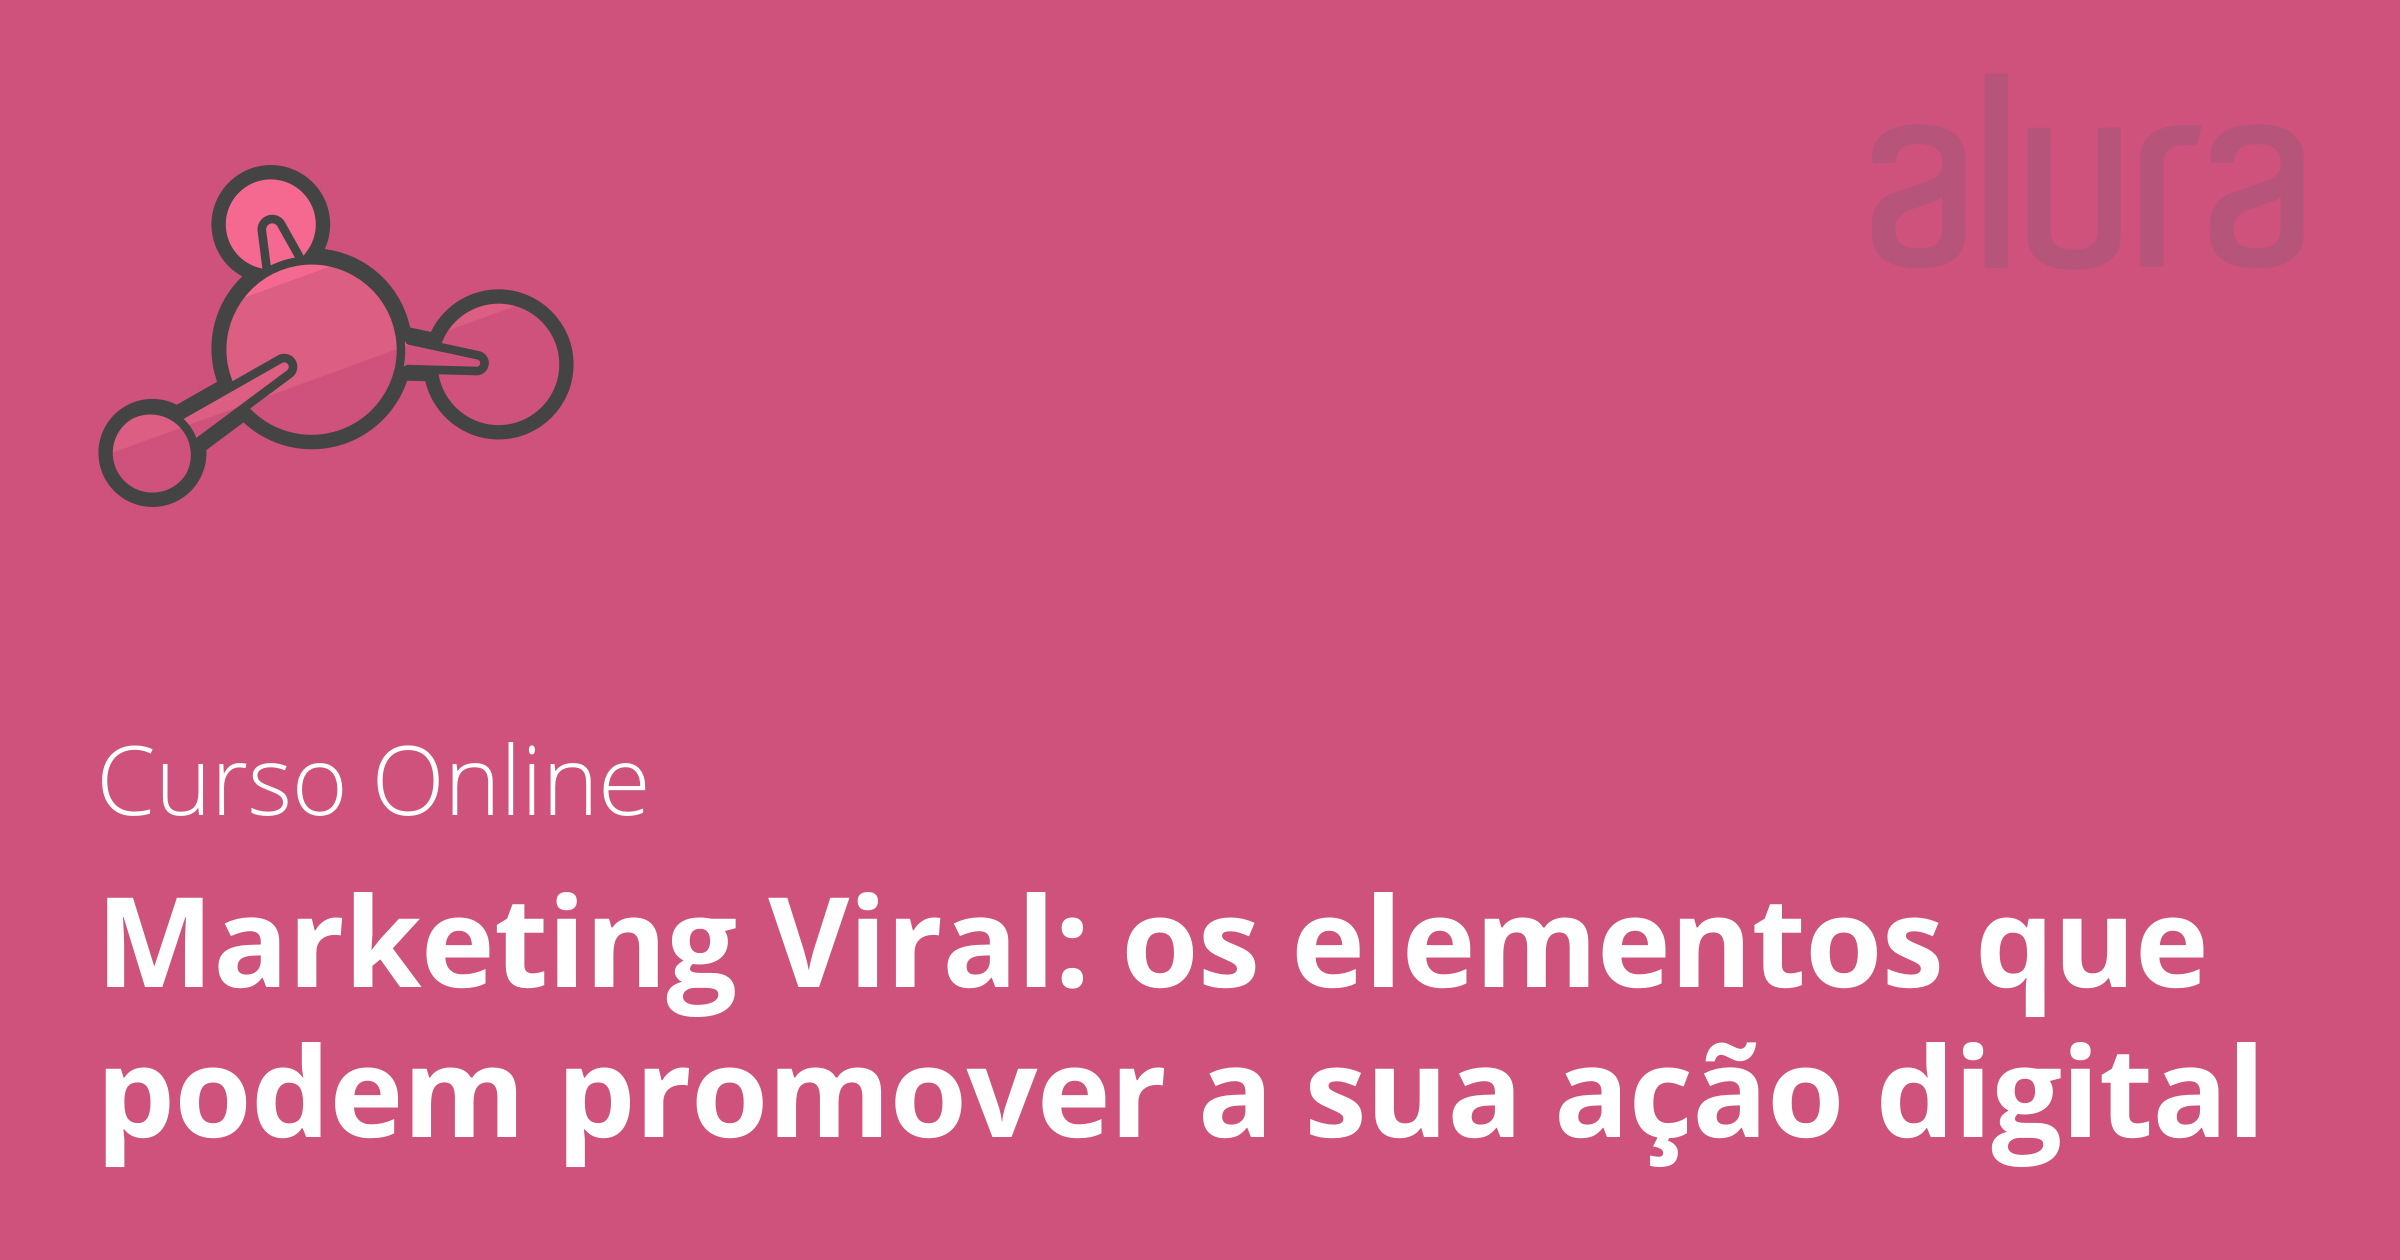 alura
Curso Online
Marketing Viral: os elementos que
podem promover a sua ação digital